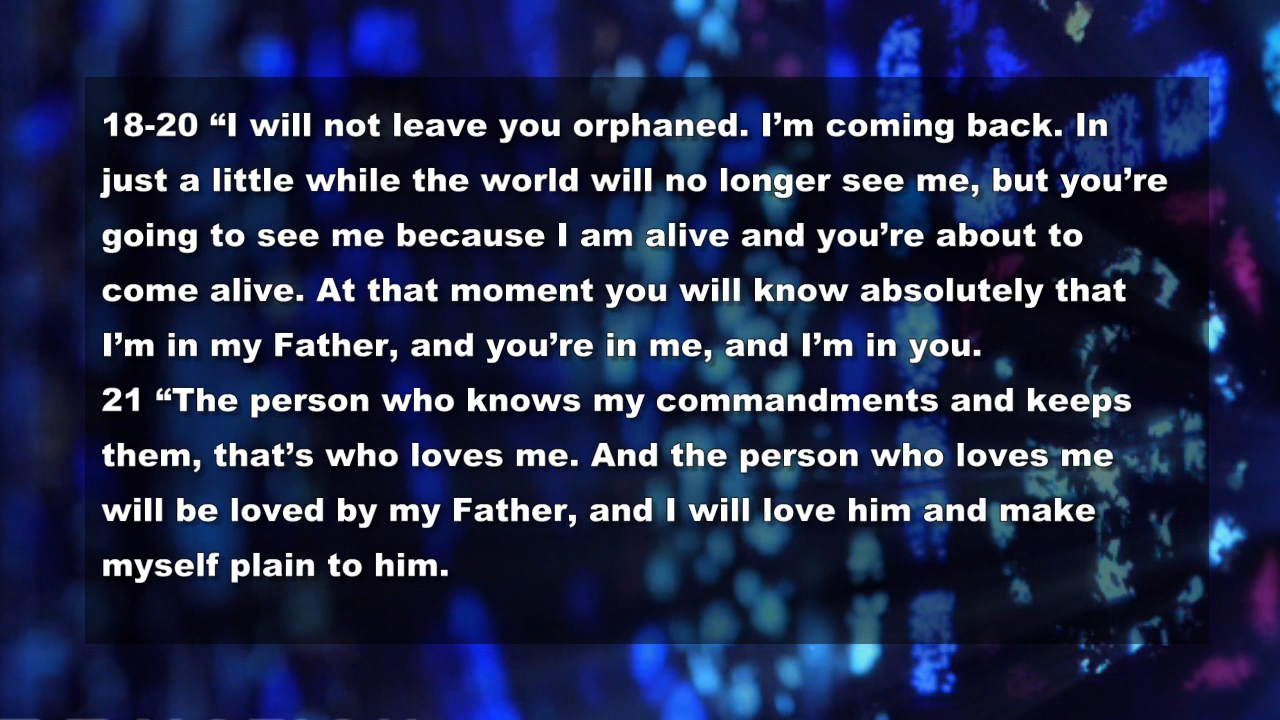 18-20 “I will not leave you orphaned. I’m coming back. In
just a little while the world will no longer see me, but you’re
going to see me because I am alive and you’re about to
come alive. At that moment you will know absolutely that
I’m in my Father, and you’re in me, and I’m in you.
21 “The person who knows my commandments and keeps
them, that’s who loves me. And the person who loves me
will be loved by my Father, and I will love him and make
myself plain to him.